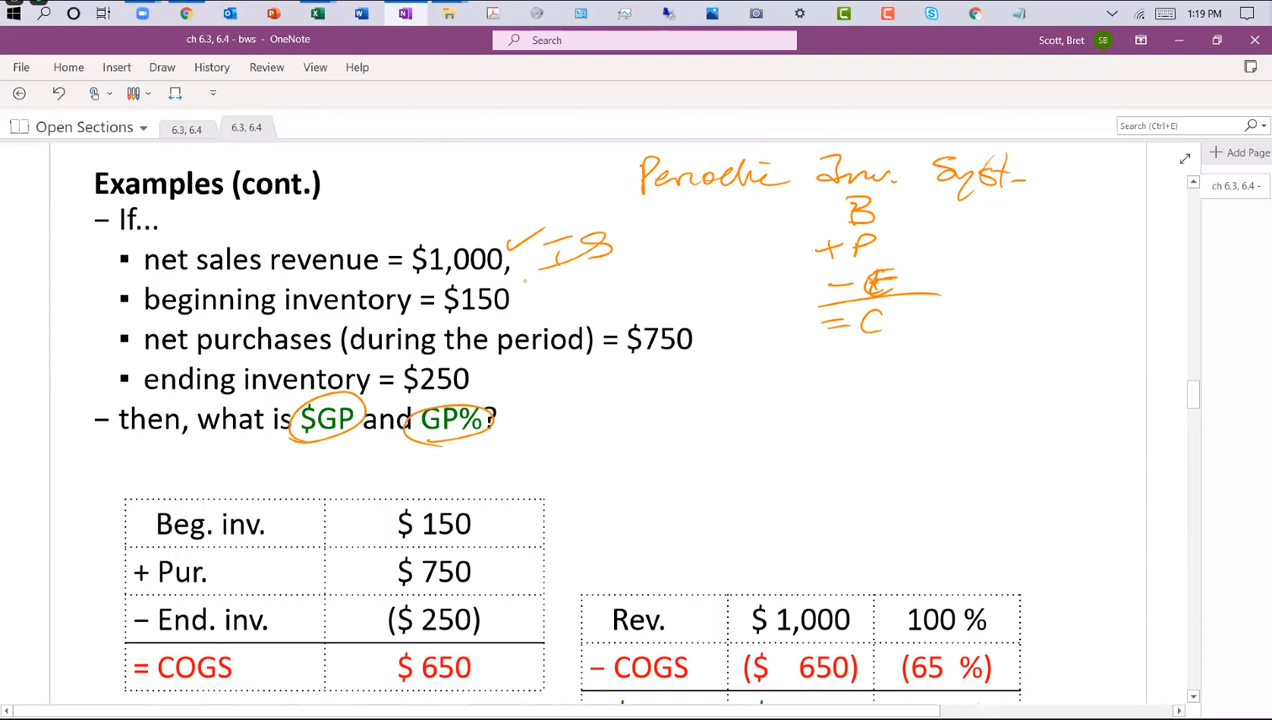 1:19 PM
ch 6.3, 6.4 - bws - OneNote
Search
Scott, Bret
SB
File Home Insert Draw History Review View Help
Open Sections
6.3, 6.4
6.3, 6.4
Search (Ctrl+E)
Add Page
ch 6.3, 6.4 -
Examples (cont.)
Periodic Inv. Syst-
– If...
B
▪ net sales revenue = $1,000, ✓ IS
+ P
▪ beginning inventory = $150
- E
▪ net purchases (during the period) = $750
= C
▪ ending inventory = $250
– then, what is $GP and GP%?
Beg. inv. $ 150
+ Pur. $ 750
− End. inv. ($ 250)
= COGS $ 650
Rev. $ 1,000 100 %
− COGS ($ 650) (65 %)